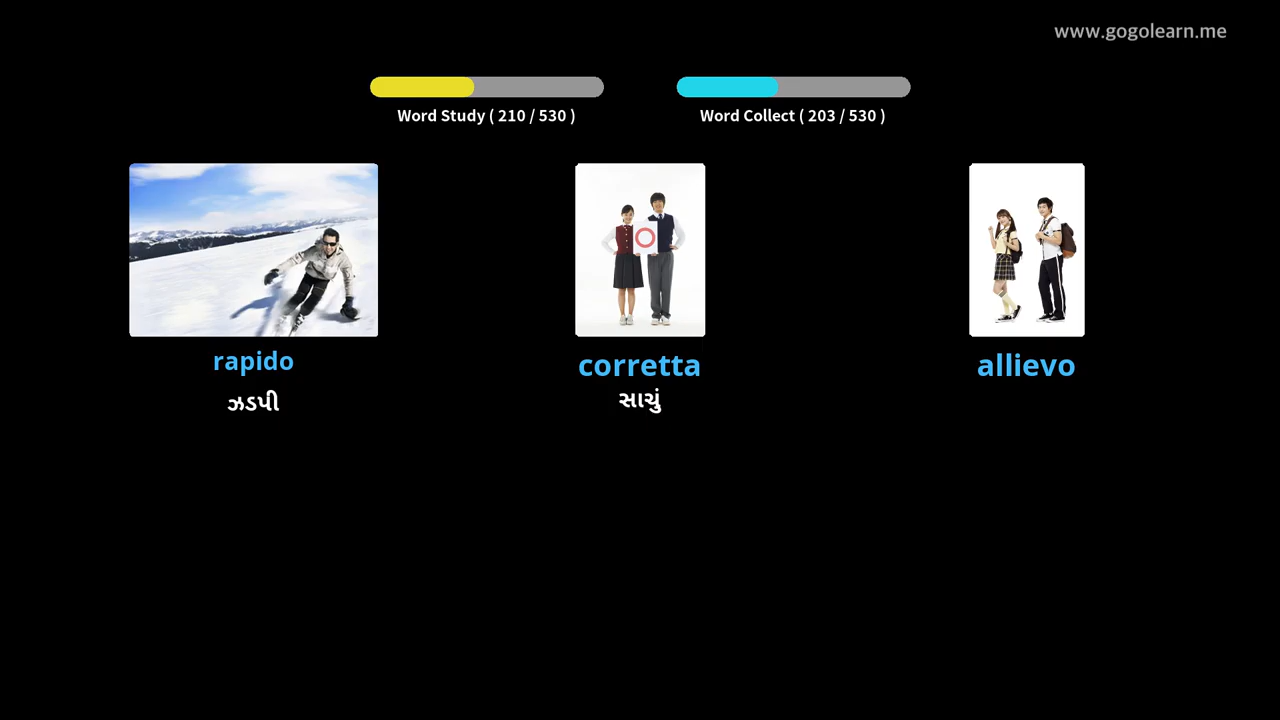 www.gogolearn.me
Word Study ( 210 / 530 )
Word Collect ( 203 / 530 )
rapido
corretta
allievo
ઝડપી
સાચું